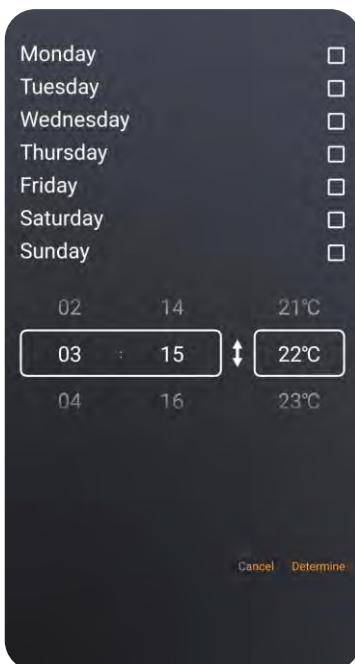 Monday
Tuesday
Wednesday
Thursday
Friday
Saturday
Sunday
02 14 21°C
03 : 15 22°C
04 16 23°C
Cancel Determine